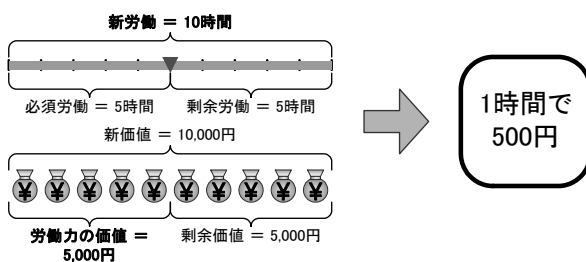 新労働 = 10時間
必須労働 = 5時間
剰余労働 = 5時間
新価値 = 10,000円
¥ ¥ ¥ ¥ ¥ ¥ ¥ ¥ ¥ ¥
労働力の価値 =
5,000円
剰余価値 = 5,000円
1時間で
500円